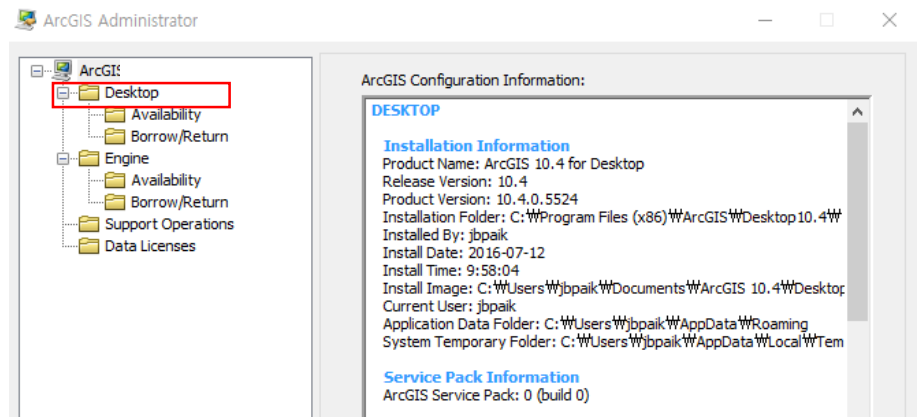 ArcGIS Administrator
ArcGIS
Desktop
Availability
Borrow/Return
Engine
Availability
Borrow/Return
Support Operations
Data Licenses
ArcGIS Configuration Information:
DESKTOP
Installation Information
Product Name: ArcGIS 10.4 for Desktop
Release Version: 10.4
Product Version: 10.4.0.5524
Installation Folder: C:₩Program Files (x86)₩ArcGIS₩Desktop10.4₩
Installed By: jbpaik
Install Date: 2016-07-12
Install Time: 9:58:04
Install Image: C:₩Users₩jbpaik₩Documents₩ArcGIS 10.4₩Desktop
Current User: jbpaik
Application Data Folder: C:₩Users₩jbpaik₩AppData₩Roaming
System Temporary Folder: C:₩Users₩jbpaik₩AppData₩Local₩Tem
Service Pack Information
ArcGIS Service Pack: 0 (build 0)